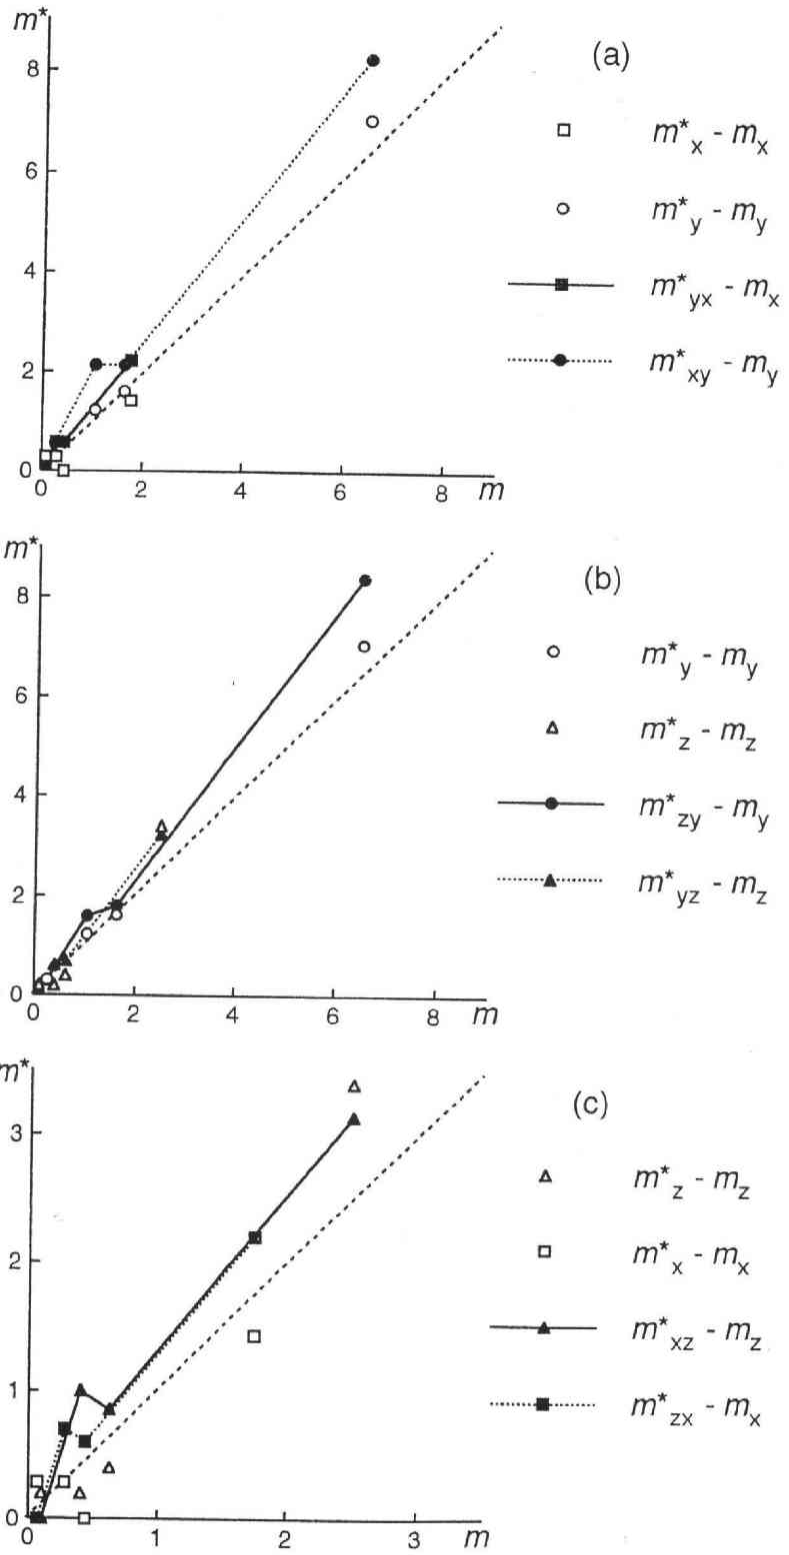 m*
(a)
8
m*x - mx
6
m*y - my
4
m*yx - mx
m*xy - my
2
0
0 2 4 6 8 m
m*
(b)
8
m*y - my
6
m*z - mz
4
m*zy - my
2
m*yz - mz
0
0 2 4 6 8 m
m*
(c)
3
m*z - mz
2
m*x - mx
m*xz - mz
1
m*zx - mx
0
0 1 2 3 m